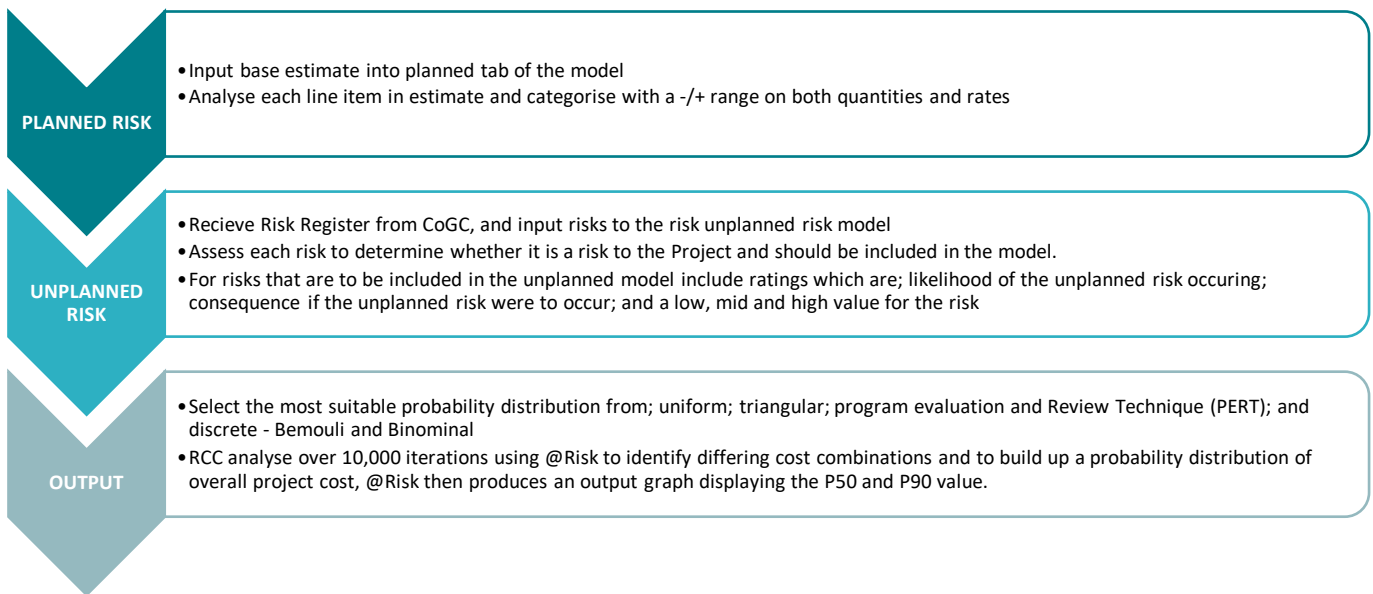 PLANNED RISK
•Input base estimate into planned tab of the model
•Analyse each line item in estimate and categorise with a -/+ range on both quantities and rates
UNPLANNED
RISK
•Recieve Risk Register from CoGC, and input risks to the risk unplanned risk model
•Assess each risk to determine whether it is a risk to the Project and should be included in the model.
•For risks that are to be included in the unplanned model include ratings which are; likelihood of the unplanned risk occuring;
consequence if the unplanned risk were to occur; and a low, mid and high value for the risk
OUTPUT
•Select the most suitable probability distribution from; uniform; triangular; program evaluation and Review Technique (PERT); and
discrete - Bemouli and Binominal
•RCC analyse over 10,000 iterations using @Risk to identify differing cost combinations and to build up a probability distribution of
overall project cost, @Risk then produces an output graph displaying the P50 and P90 value.